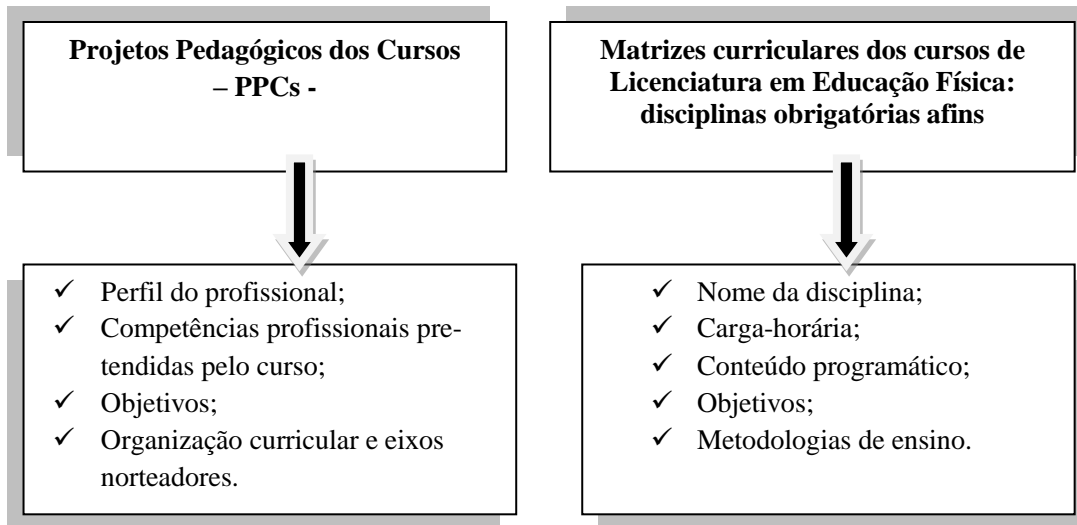 Projetos Pedagógicos dos Cursos
– PPCs -
Matrizes curriculares dos cursos de
Licenciatura em Educação Física:
disciplinas obrigatórias afins
✓ Perfil do profissional;
✓ Competências profissionais pre-
tendidas pelo curso;
✓ Objetivos;
✓ Organização curricular e eixos
norteadores.
✓ Nome da disciplina;
✓ Carga-horária;
✓ Conteúdo programático;
✓ Objetivos;
✓ Metodologias de ensino.